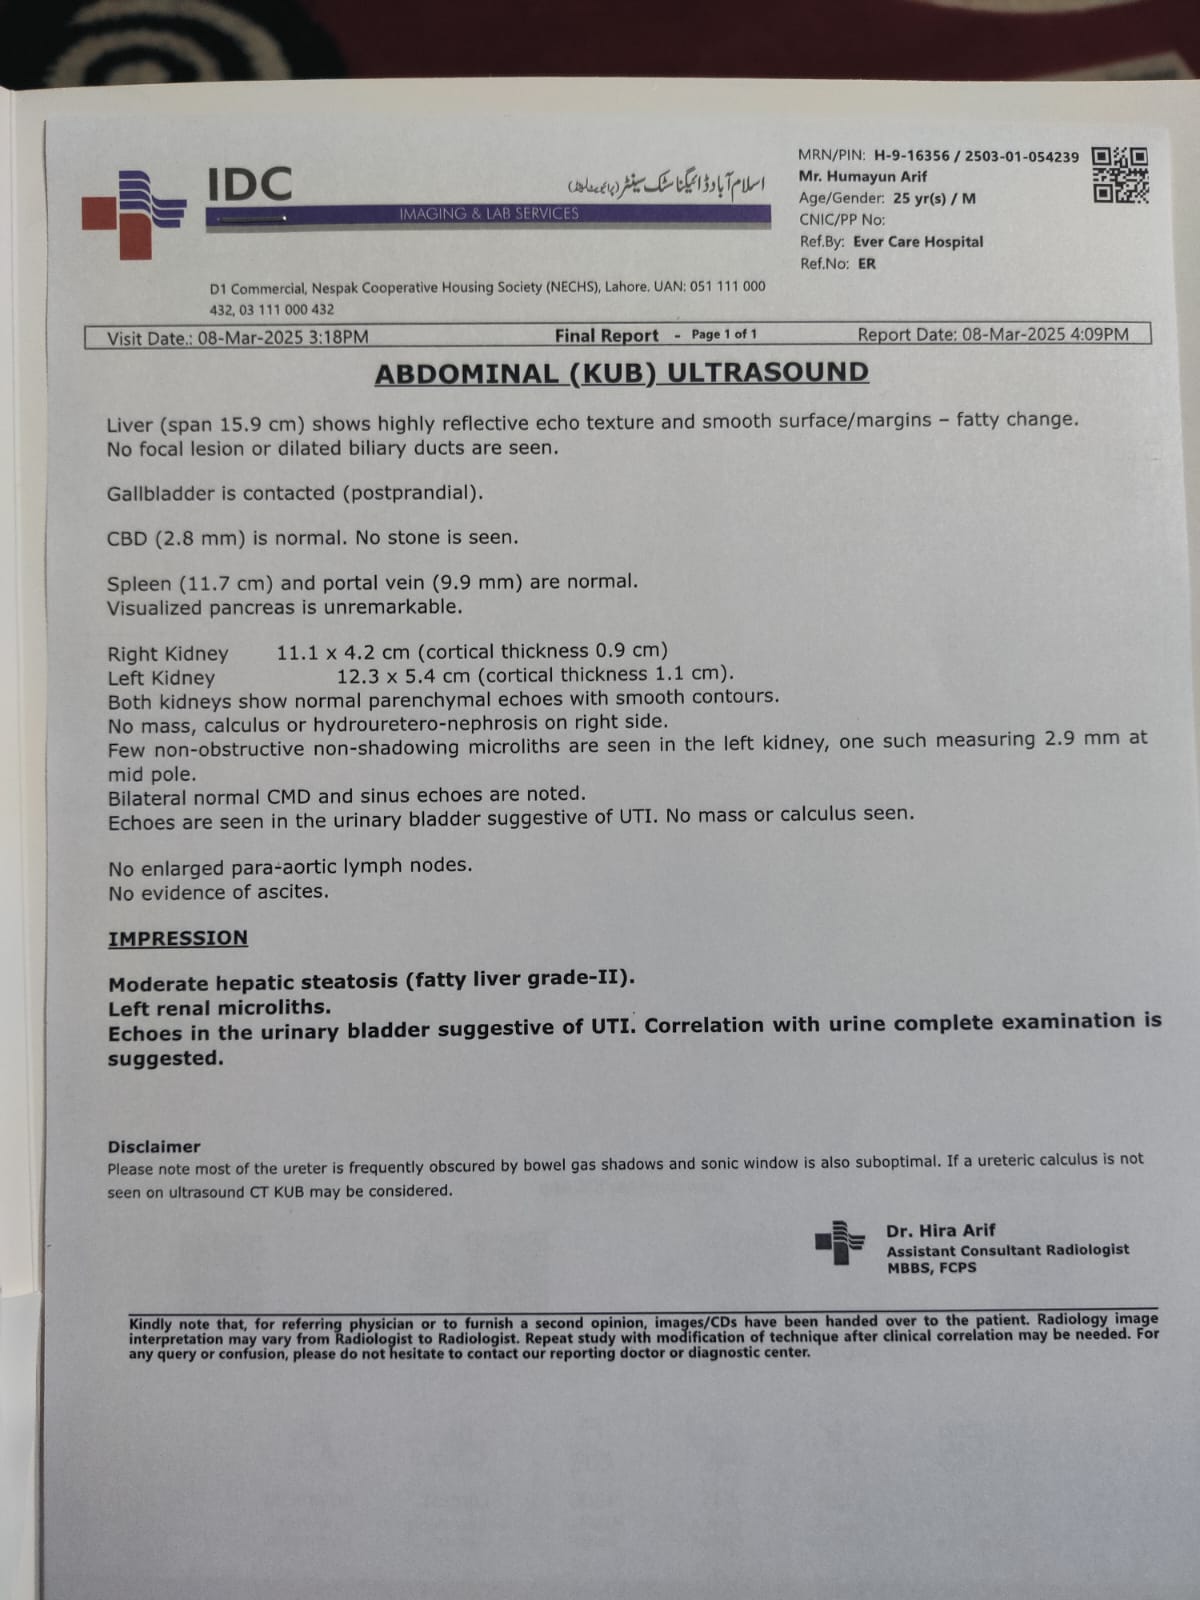 IDC
اسلام آباد ڈائیگناسٹک سینٹر (پرائیویٹ لمیٹڈ)
IMAGING & LAB SERVICES
D1 Commercial, Nespak Cooperative Housing Society (NECHS), Lahore. UAN: 051 111 000
432, 03 111 000 432
MRN/PIN: H-9-16356 / 2503-01-054239
Mr. Humayun Arif
Age/Gender: 25 yr(s) / M
CNIC/PP No:
Ref.By: Ever Care Hospital
Ref.No: ER
Visit Date.: 08-Mar-2025 3:18PM Final Report - Page 1 of 1 Report Date: 08-Mar-2025 4:09PM
ABDOMINAL (KUB) ULTRASOUND
Liver (span 15.9 cm) shows highly reflective echo texture and smooth surface/margins – fatty change.
No focal lesion or dilated biliary ducts are seen.
Gallbladder is contacted (postprandial).
CBD (2.8 mm) is normal. No stone is seen.
Spleen (11.7 cm) and portal vein (9.9 mm) are normal.
Visualized pancreas is unremarkable.
Right Kidney 11.1 x 4.2 cm (cortical thickness 0.9 cm)
Left Kidney 12.3 x 5.4 cm (cortical thickness 1.1 cm).
Both kidneys show normal parenchymal echoes with smooth contours.
No mass, calculus or hydrouretero-nephrosis on right side.
Few non-obstructive non-shadowing microliths are seen in the left kidney, one such measuring 2.9 mm at
mid pole.
Bilateral normal CMD and sinus echoes are noted.
Echoes are seen in the urinary bladder suggestive of UTI. No mass or calculus seen.
No enlarged para-aortic lymph nodes.
No evidence of ascites.
IMPRESSION
Moderate hepatic steatosis (fatty liver grade-II).
Left renal microliths.
Echoes in the urinary bladder suggestive of UTI. Correlation with urine complete examination is
suggested.
Disclaimer
Please note most of the ureter is frequently obscured by bowel gas shadows and sonic window is also suboptimal. If a ureteric calculus is not
seen on ultrasound CT KUB may be considered.
Dr. Hira Arif
Assistant Consultant Radiologist
MBBS, FCPS
Kindly note that, for referring physician or to furnish a second opinion, images/CDs have been handed over to the patient. Radiology image
interpretation may vary from Radiologist to Radiologist. Repeat study with modification of technique after clinical correlation may be needed. For
any query or confusion, please do not hesitate to contact our reporting doctor or diagnostic center.